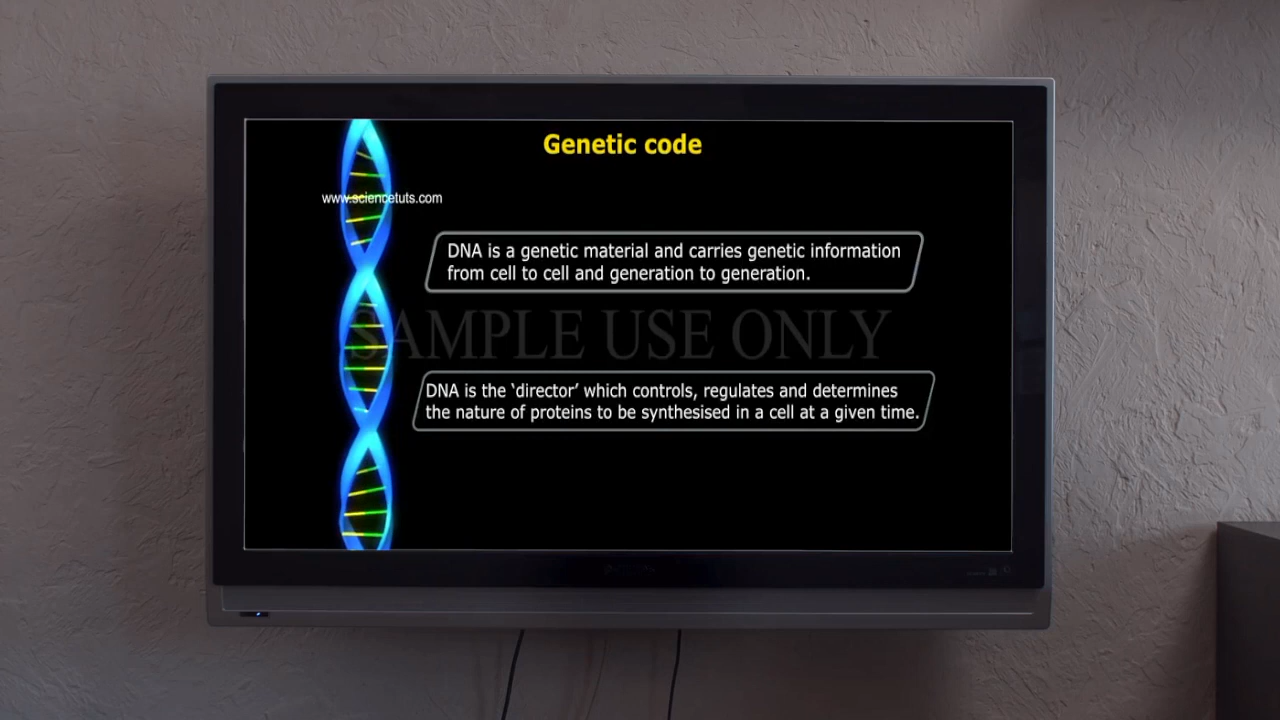 Genetic code
www.sciencetuts.com
DNA is a genetic material and carries genetic information
from cell to cell and generation to generation.
SAMPLE USE ONLY
DNA is the ‘director’ which controls, regulates and determines
the nature of proteins to be synthesised in a cell at a given time.